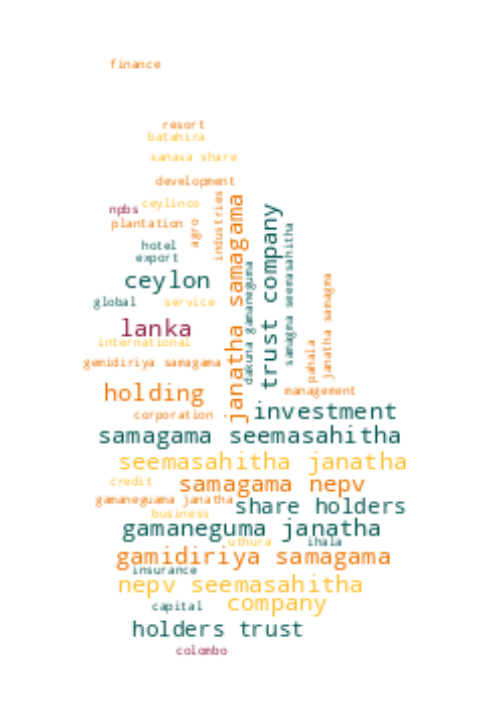 finance
resort
batahira
sanasa share
development
industries
janatha samagama
ceylinco
npbs
trust company
plantation
agro
samagma seemasahitha
hotel
export
dakuna gamaneguma
ceylon
janatha samagma
global
service
lanka
international
pahala
gemidiriya samagama
holding
management
corporation
investment
samagama seemasahitha
seemasahitha janatha
credit
samagama nepv
gamaneguama janatha
share holders
business
gamaneguma janatha
uthura
ihala
gamidiriya samagama
insurance
nepv seemasahitha
capital
company
holders trust
colombo